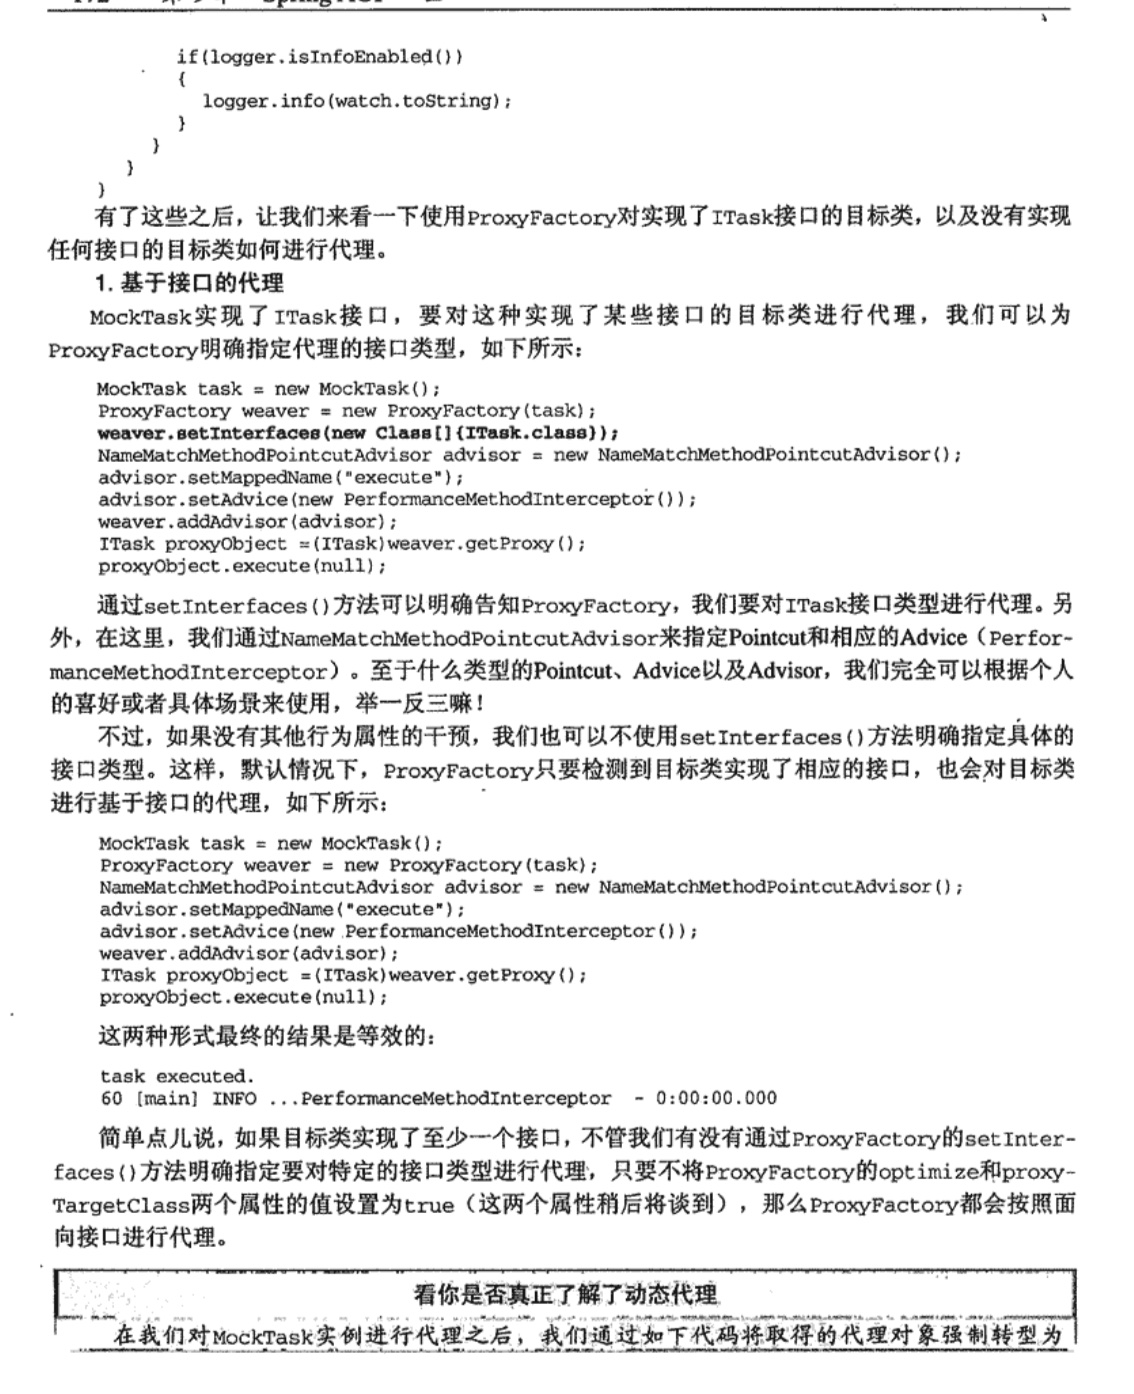 if(logger.isInfoEnabled())
{
logger.info(watch.toString);
}
}
}
}
有了这些之后，让我们来看一下使用ProxyFactory对实现了ITask接口的目标类，以及没有实现
任何接口的目标类如何进行代理。
1. 基于接口的代理
MockTask实现了ITask接口，要对这种实现了某些接口的目标类进行代理，我们可以为
ProxyFactory明确指定代理的接口类型，如下所示：
MockTask task = new MockTask();
ProxyFactory weaver = new ProxyFactory(task);
weaver.setInterfaces(new Class[]{ITask.class});
NameMatchMethodPointcutAdvisor advisor = new NameMatchMethodPointcutAdvisor();
advisor.setMappedName("execute");
advisor.setAdvice(new PerformanceMethodInterceptor());
weaver.addAdvisor(advisor);
ITask proxyObject =(ITask)weaver.getProxy();
proxyObject.execute(null);
通过setInterfaces()方法可以明确告知ProxyFactory，我们要对ITask接口类型进行代理。另
外，在这里，我们通过NameMatchMethodPointcutAdvisor来指定Pointcut和相应的Advice（Perfor-
manceMethodInterceptor）。至于什么类型的Pointcut、Advice以及Advisor，我们完全可以根据个人
的喜好或者具体场景来使用，举一反三嘛！
不过，如果没有其他行为属性的干预，我们也可以不使用setInterfaces()方法明确指定具体的
接口类型。这样，默认情况下，ProxyFactory只要检测到目标类实现了相应的接口，也会对目标类
进行基于接口的代理，如下所示：
MockTask task = new MockTask();
ProxyFactory weaver = new ProxyFactory(task);
NameMatchMethodPointcutAdvisor advisor = new NameMatchMethodPointcutAdvisor();
advisor.setMappedName("execute");
advisor.setAdvice(new PerformanceMethodInterceptor());
weaver.addAdvisor(advisor);
ITask proxyObject =(ITask)weaver.getProxy();
proxyObject.execute(null);
这两种形式最终的结果是等效的：
task executed.
60 [main] INFO ...PerformanceMethodInterceptor - 0:00:00.000
简单点儿说，如果目标类实现了至少一个接口，不管我们有没有通过ProxyFactory的setInter-
faces()方法明确指定要对特定的接口类型进行代理，只要不将ProxyFactory的optimize和proxy-
TargetClass两个属性的值设置为true（这两个属性稍后将谈到），那么ProxyFactory都会按照面
向接口进行代理。
看你是否真正了解了动态代理
在我们对MockTask实例进行代理之后，我们通过如下代码将取得的代理对象强制转型为